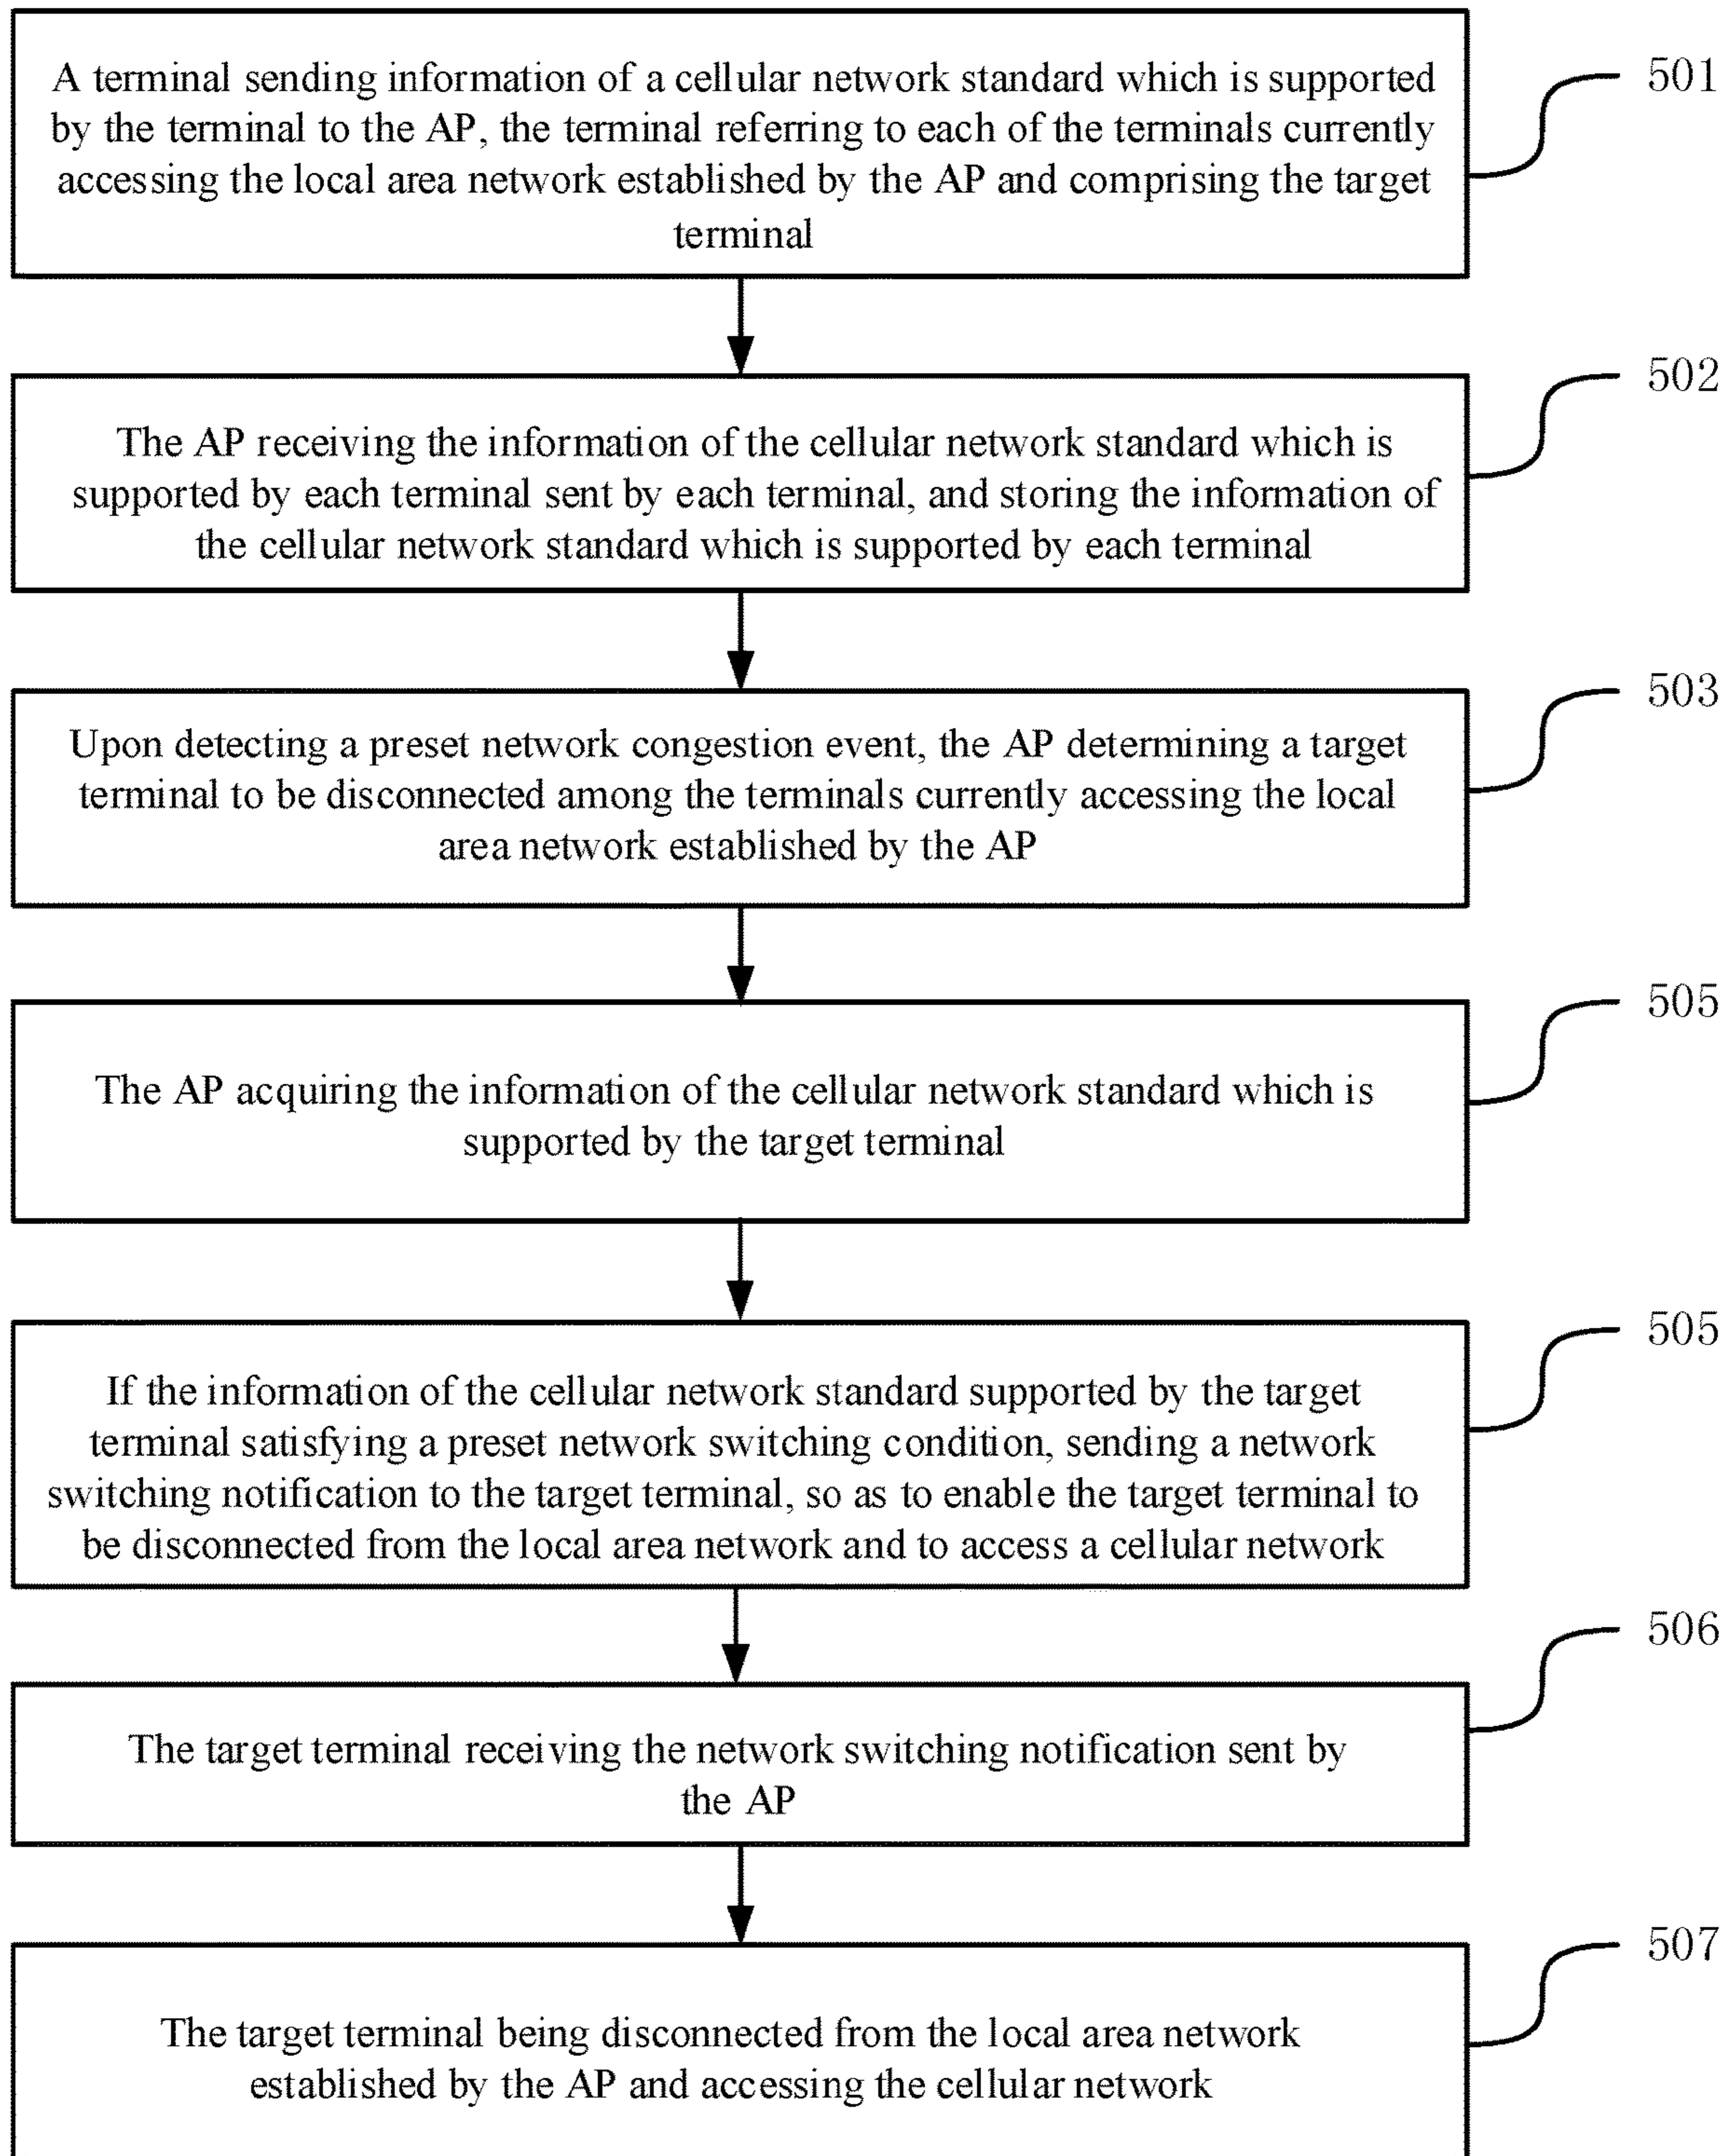 A terminal sending information of a cellular network standard which is supported
by the terminal to the AP, the terminal referring to each of the terminals currently
accessing the local area network established by the AP and comprising the target
terminal
501
The AP receiving the information of the cellular network standard which is
supported by each terminal sent by each terminal, and storing the information of
the cellular network standard which is supported by each terminal
502
Upon detecting a preset network congestion event, the AP determining a target
terminal to be disconnected among the terminals currently accessing the local
area network established by the AP
503
The AP acquiring the information of the cellular network standard which is
supported by the target terminal
505
If the information of the cellular network standard supported by the target
terminal satisfying a preset network switching condition, sending a network
switching notification to the target terminal, so as to enable the target terminal to
be disconnected from the local area network and to access a cellular network
505
The target terminal receiving the network switching notification sent by
the AP
506
The target terminal being disconnected from the local area network
established by the AP and accessing the cellular network
507